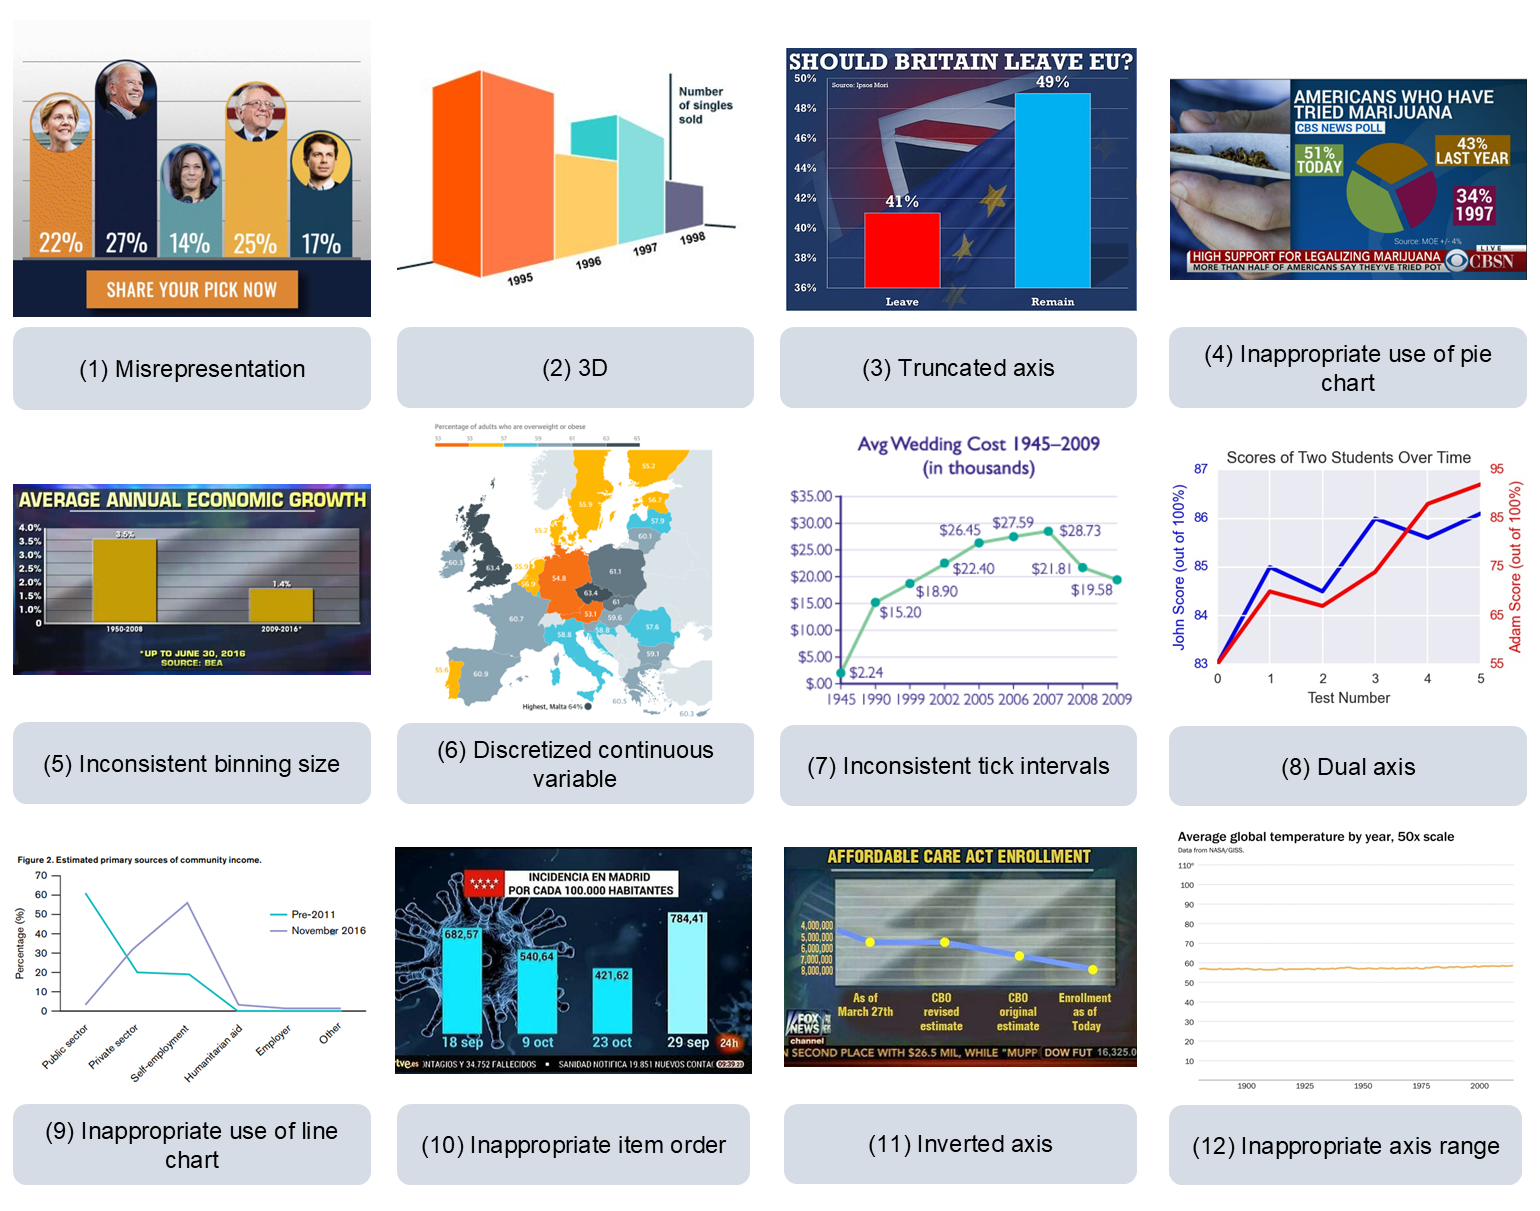 22%
27%
14%
25%
17%
SHARE YOUR PICK NOW
(1) Misrepresentation
Number
of singles
sold
1995
1996
1997
1998
(2) 3D
SHOULD BRITAIN LEAVE EU?
Source: Ipsos Mori
50%
48%
46%
44%
42%
40%
38%
36%
41%
49%
Leave
Remain
(3) Truncated axis
AMERICANS WHO HAVE
TRIED MARIJUANA
CBS NEWS POLL
51%
TODAY
43%
LAST YEAR
34%
1997
Source: MOE +/- 4%
LIVE
HIGH SUPPORT FOR LEGALIZING MARIJUANA
MORE THAN HALF OF AMERICANS SAY THEY'VE TRIED POT
CBSN
(4) Inappropriate use of pie
chart
AVERAGE ANNUAL ECONOMIC GROWTH
4.0%
3.5%
3.0%
2.5%
2.0%
1.5%
1.0%
0
3.5%
1.4%
1950-2008
2009-2016*
*UP TO JUNE 30, 2016
SOURCE: BEA
(5) Inconsistent binning size
Percentage of adults who are overweight or obese
53 55 57 59 61 63 65
55.2
55.9
56.7
57.9
60.1
55.2
60.3
63.4
55.9
56.9
54.8
61.1
63.4
61
53.1
59.6
60.7
58.8
58.8
57.6
59.1
55.6
60.9
60.5
60.3
Highest, Malta 64%
(6) Discretized continuous
variable
Avg Wedding Cost 1945–2009
(in thousands)
$35.00
$30.00
$25.00
$20.00
$15.00
$10.00
$5.00
$.00
$2.24
$15.20
$18.90
$22.40
$26.45
$27.59
$28.73
$21.81
$19.58
1945 1990 1999 2002 2005 2006 2007 2008 2009
(7) Inconsistent tick intervals
Scores of Two Students Over Time
John Score (out of 100%)
87
86
85
84
83
95
85
75
65
55
Adam Score (out of 100%)
0 1 2 3 4 5
Test Number
(8) Dual axis
Figure 2. Estimated primary sources of community income.
Percentage (%)
70
60
50
40
30
20
10
0
Pre-2011
November 2016
Public sector
Private sector
Self-employment
Humanitarian aid
Employer
Other
(9) Inappropriate use of line
chart
INCIDENCIA EN MADRID
POR CADA 100.000 HABITANTES
682,57
540,64
421,62
784,41
18 sep
9 oct
23 oct
29 sep
24h
rtve.es
NTAGIOS Y 34.752 FALLECIDOS ▪ SANIDAD NOTIFICA 19.851 NUEVOS CONTAG
(10) Inappropriate item order
AFFORDABLE CARE ACT ENROLLMENT
4,000,000
5,000,000
6,000,000
7,000,000
8,000,000
As of
March 27th
CBO
revised
estimate
CBO
original
estimate
Enrollment
as of
Today
FOX
NEWS
channel
N SECOND PLACE WITH $26.5 MIL, WHILE "MUPP
DOW FUT 16,325.0
(11) Inverted axis
Average global temperature by year, 50x scale
Data from NASA/GISS.
110°
100
90
80
70
60
50
40
30
20
10
1900
1925
1950
1975
2000
(12) Inappropriate axis range